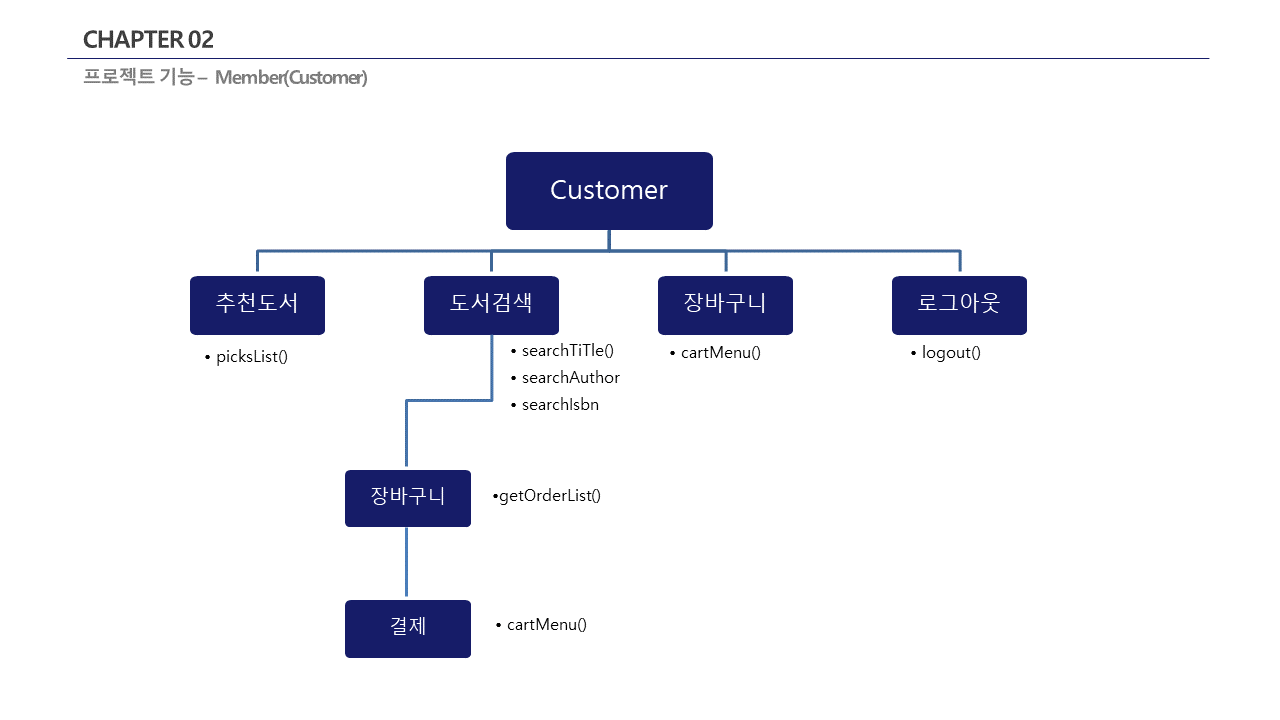 CHAPTER 02
프로젝트 기능 – Member(Customer)
Customer
추천도서
도서검색
장바구니
로그아웃
• picksList()
• searchTiTle()
• searchAuthor
• searchIsbn
• cartMenu()
• logout()
장바구니
•getOrderList()
결제
• cartMenu()